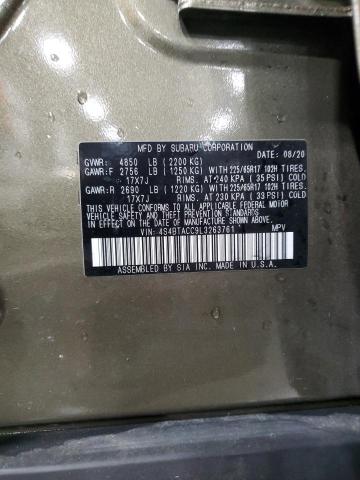 MFD BY SUBARU CORPORATION
GVWR: 4850 LB (2200 KG) DATE: 08/20
GAWR:F 2756 LB (1250 KG) WITH 225/65R17 102H TIRES
17X7J RIMS. AT 240 KPA (35 PSI) COLD
GAWR:R 2690 LB (1220 KG) WITH 225/65R17 102H TIRES
17X7J RIMS. AT 230 KPA (33 PSI) COLD
THIS VEHICLE CONFORMS TO ALL APPLICABLE FEDERAL MOTOR
VEHICLE SAFETY AND THEFT PREVENTION STANDARDS IN
EFFECT ON THE DATE OF MANUFACTURE SHOWN ABOVE.
VIN: 4S4BTACC9L3263761 MPV
ASSEMBLED BY SIA INC. MADE IN U.S.A.